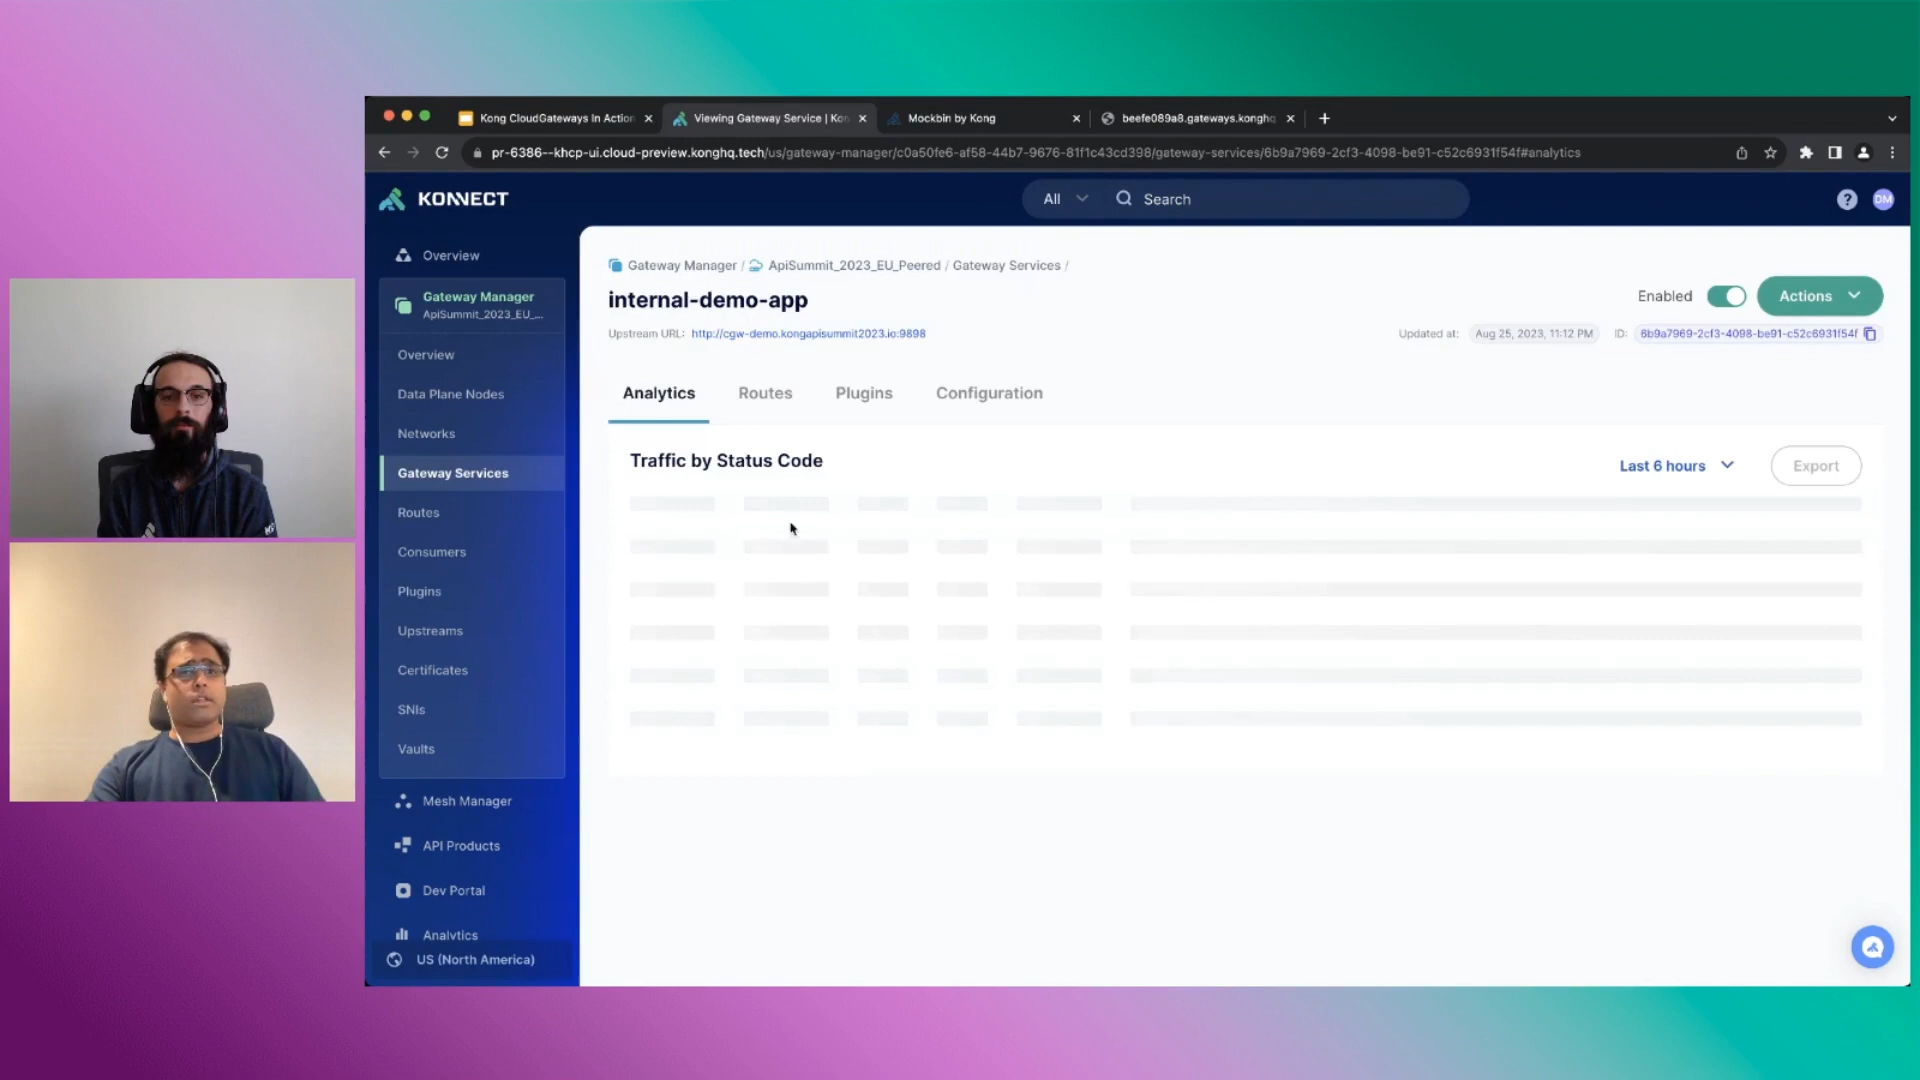 Kong CloudGateways In Action
Viewing Gateway Service | Kon
Mockbin by Kong
beefe089a8.gateways.konghq
pr-6386--khcp-ui.cloud-preview.konghq.tech/us/gateway-manager/c0a50fe6-af58-44b7-9676-81f1c43cd398/gateway-services/6b9a7969-2cf3-4098-be91-c52c6931f54f#analytics
KONNECT
All
Search
?
DM
Overview
Gateway Manager
ApiSummit_2023_EU_...
Overview
Data Plane Nodes
Networks
Gateway Services
Routes
Consumers
Plugins
Upstreams
Certificates
SNIs
Vaults
Mesh Manager
API Products
Dev Portal
Analytics
US (North America)
Gateway Manager / ApiSummit_2023_EU_Peered / Gateway Services /
internal-demo-app
Enabled
Actions
Upstream URL: http://cgw-demo.kongapisummit2023.io:9898
Updated at: Aug 25, 2023, 11:12 PM ID: 6b9a7969-2cf3-4098-be91-c52c6931f54f
Analytics Routes Plugins Configuration
Traffic by Status Code
Last 6 hours
Export